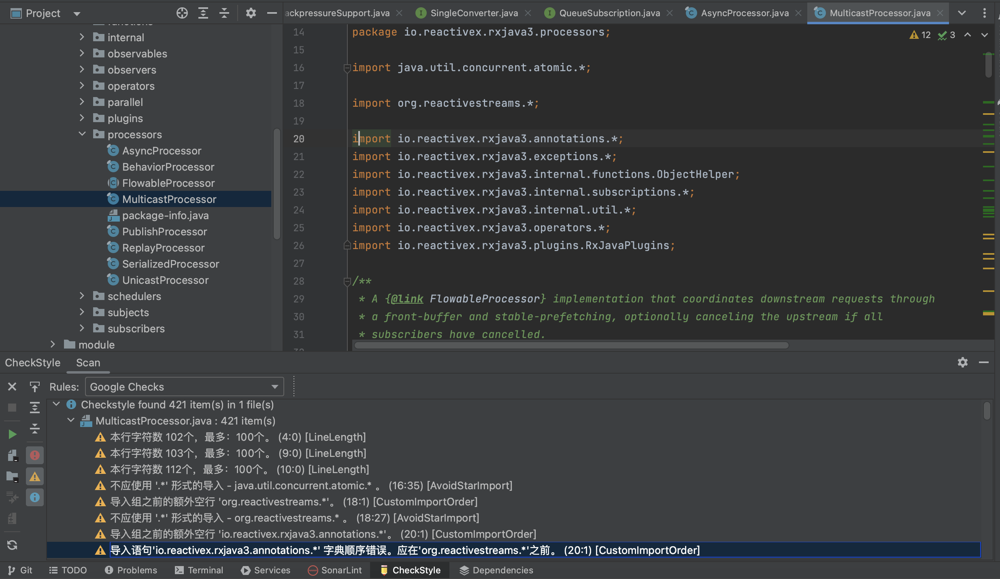 Project
ackpressureSupport.java
SingleConverter.java
QueueSubscription.java
AsyncProcessor.java
MulticastProcessor.java
functions
internal
observables
observers
operators
parallel
plugins
processors
AsyncProcessor
BehaviorProcessor
FlowableProcessor
MulticastProcessor
package-info.java
PublishProcessor
ReplayProcessor
SerializedProcessor
UnicastProcessor
schedulers
subjects
subscribers
module
12 3
14 package io.reactivex.rxjava3.processors;
15
16 import java.util.concurrent.atomic.*;
17
18 import org.reactivestreams.*;
19
20 import io.reactivex.rxjava3.annotations.*;
21 import io.reactivex.rxjava3.exceptions.*;
22 import io.reactivex.rxjava3.internal.functions.ObjectHelper;
23 import io.reactivex.rxjava3.internal.subscriptions.*;
24 import io.reactivex.rxjava3.internal.util.*;
25 import io.reactivex.rxjava3.operators.*;
26 import io.reactivex.rxjava3.plugins.RxJavaPlugins;
27
28 /**
29 * A {@link FlowableProcessor} implementation that coordinates downstream requests through
30 * a front-buffer and stable-prefetching, optionally canceling the upstream if all
31 * subscribers have cancelled.
32
CheckStyle Scan
Rules: Google Checks
Checkstyle found 421 item(s) in 1 file(s)
MulticastProcessor.java : 421 item(s)
本行字符数 102个，最多：100个。 (4:0) [LineLength]
本行字符数 103个，最多：100个。 (9:0) [LineLength]
本行字符数 112个，最多：100个。 (10:0) [LineLength]
不应使用 '.*' 形式的导入 - java.util.concurrent.atomic.* 。 (16:35) [AvoidStarImport]
导入组之前的额外空行 'org.reactivestreams.*'。 (18:1) [CustomImportOrder]
不应使用 '.*' 形式的导入 - org.reactivestreams.* 。 (18:27) [AvoidStarImport]
导入组之前的额外空行 'io.reactivex.rxjava3.annotations.*'。 (20:1) [CustomImportOrder]
导入语句'io.reactivex.rxjava3.annotations.*' 字典顺序错误。应在'org.reactivestreams.*'之前。 (20:1) [CustomImportOrder]
Git TODO Problems Terminal Services SonarLint CheckStyle Dependencies